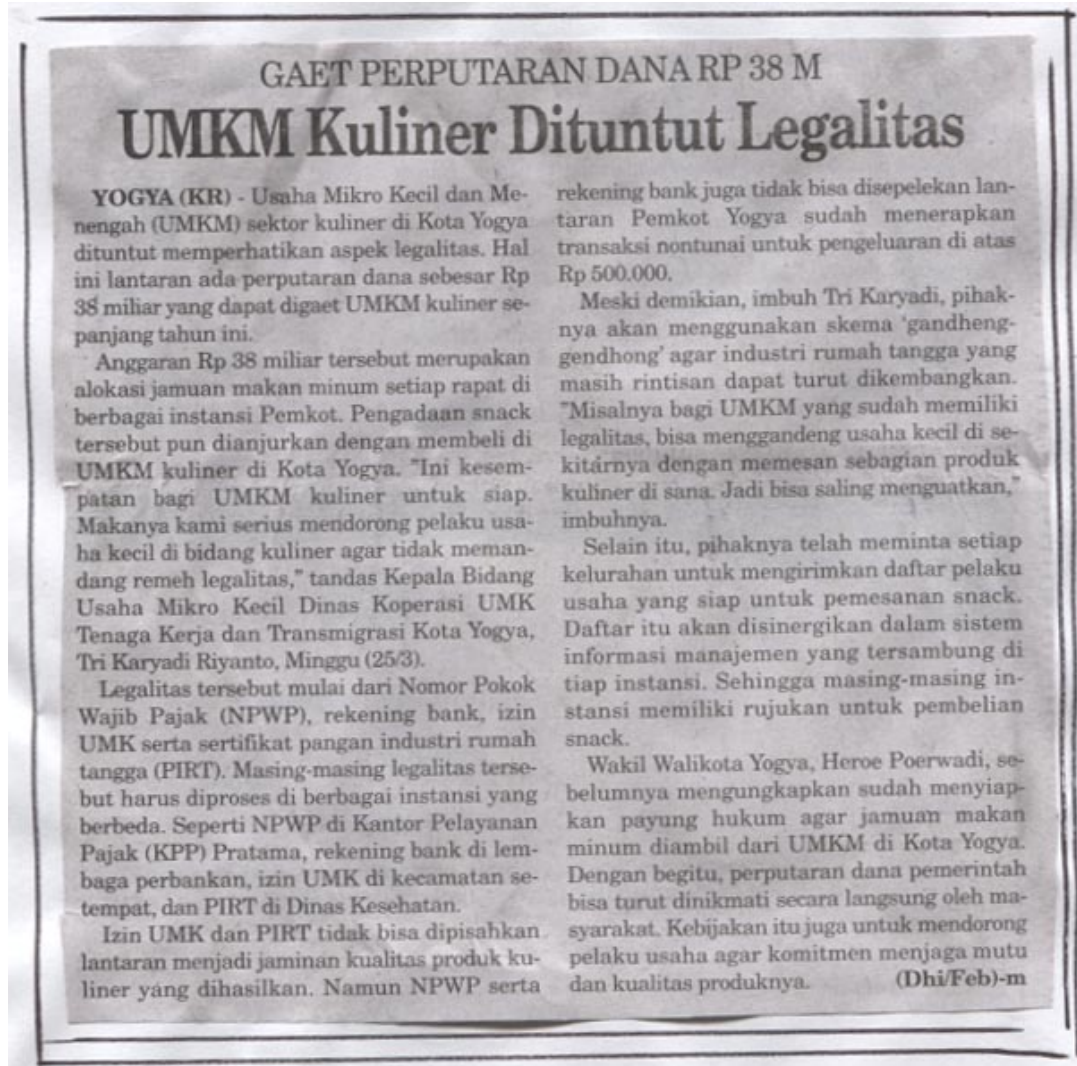 GAET PERPUTARAN DANA RP 38 M
UMKM Kuliner Dituntut Legalitas
YOGYA (KR) - Usaha Mikro Kecil dan Me-
nengah (UMKM) sektor kuliner di Kota Yogya
dituntut memperhatikan aspek legalitas. Hal
ini lantaran ada perputaran dana sebesar Rp
38 miliar yang dapat digaet UMKM kuliner se-
panjang tahun ini.
Anggaran Rp 38 miliar tersebut merupakan
alokasi jamuan makan minum setiap rapat di
berbagai instansi Pemkot. Pengadaan snack
tersebut pun dianjurkan dengan membeli di
UMKM kuliner di Kota Yogya. "Ini kesem-
patan bagi UMKM kuliner untuk siap.
Makanya kami serius mendorong pelaku usa-
ha kecil di bidang kuliner agar tidak meman-
dang remeh legalitas," tandas Kepala Bidang
Usaha Mikro Kecil Dinas Koperasi UMK
Tenaga Kerja dan Transmigrasi Kota Yogya,
Tri Karyadi Riyanto, Minggu (25/3).
Legalitas tersebut mulai dari Nomor Pokok
Wajib Pajak (NPWP), rekening bank, izin
UMK serta sertifikat pangan industri rumah
tangga (PIRT). Masing-masing legalitas terse-
but harus diproses di berbagai instansi yang
berbeda. Seperti NPWP di Kantor Pelayanan
Pajak (KPP) Pratama, rekening bank di lem-
baga perbankan, izin UMK di kecamatan se-
tempat, dan PIRT di Dinas Kesehatan.
Izin UMK dan PIRT tidak bisa dipisahkan
lantaran menjadi jaminan kualitas produk ku-
liner yang dihasilkan. Namun NPWP serta
rekening bank juga tidak bisa disepelekan lan-
taran Pemkot Yogya sudah menerapkan
transaksi nontunai untuk pengeluaran di atas
Rp 500.000.
Meski demikian, imbuh Tri Karyadi, pihak-
nya akan menggunakan skema 'gandheng-
gendhong' agar industri rumah tangga yang
masih rintisan dapat turut dikembangkan.
"Misalnya bagi UMKM yang sudah memiliki
legalitas, bisa menggandeng usaha kecil di se-
kitarnya dengan memesan sebagian produk
kuliner di sana. Jadi bisa saling menguatkan,"
imbuhnya.
Selain itu, pihaknya telah meminta setiap
kelurahan untuk mengirimkan daftar pelaku
usaha yang siap untuk pemesanan snack.
Daftar itu akan disinergikan dalam sistem
informasi manajemen yang tersambung di
tiap instansi. Sehingga masing-masing in-
stansi memiliki rujukan untuk pembelian
snack.
Wakil Walikota Yogya, Heroe Poerwadi, se-
belumnya mengungkapkan sudah menyiap-
kan payung hukum agar jamuan makan
minum diambil dari UMKM di Kota Yogya.
Dengan begitu, perputaran dana pemerintah
bisa turut dinikmati secara langsung oleh ma-
syarakat. Kebijakan itu juga untuk mendorong
pelaku usaha agar komitmen menjaga mutu
dan kualitas produknya. (Dhi/Feb)-m